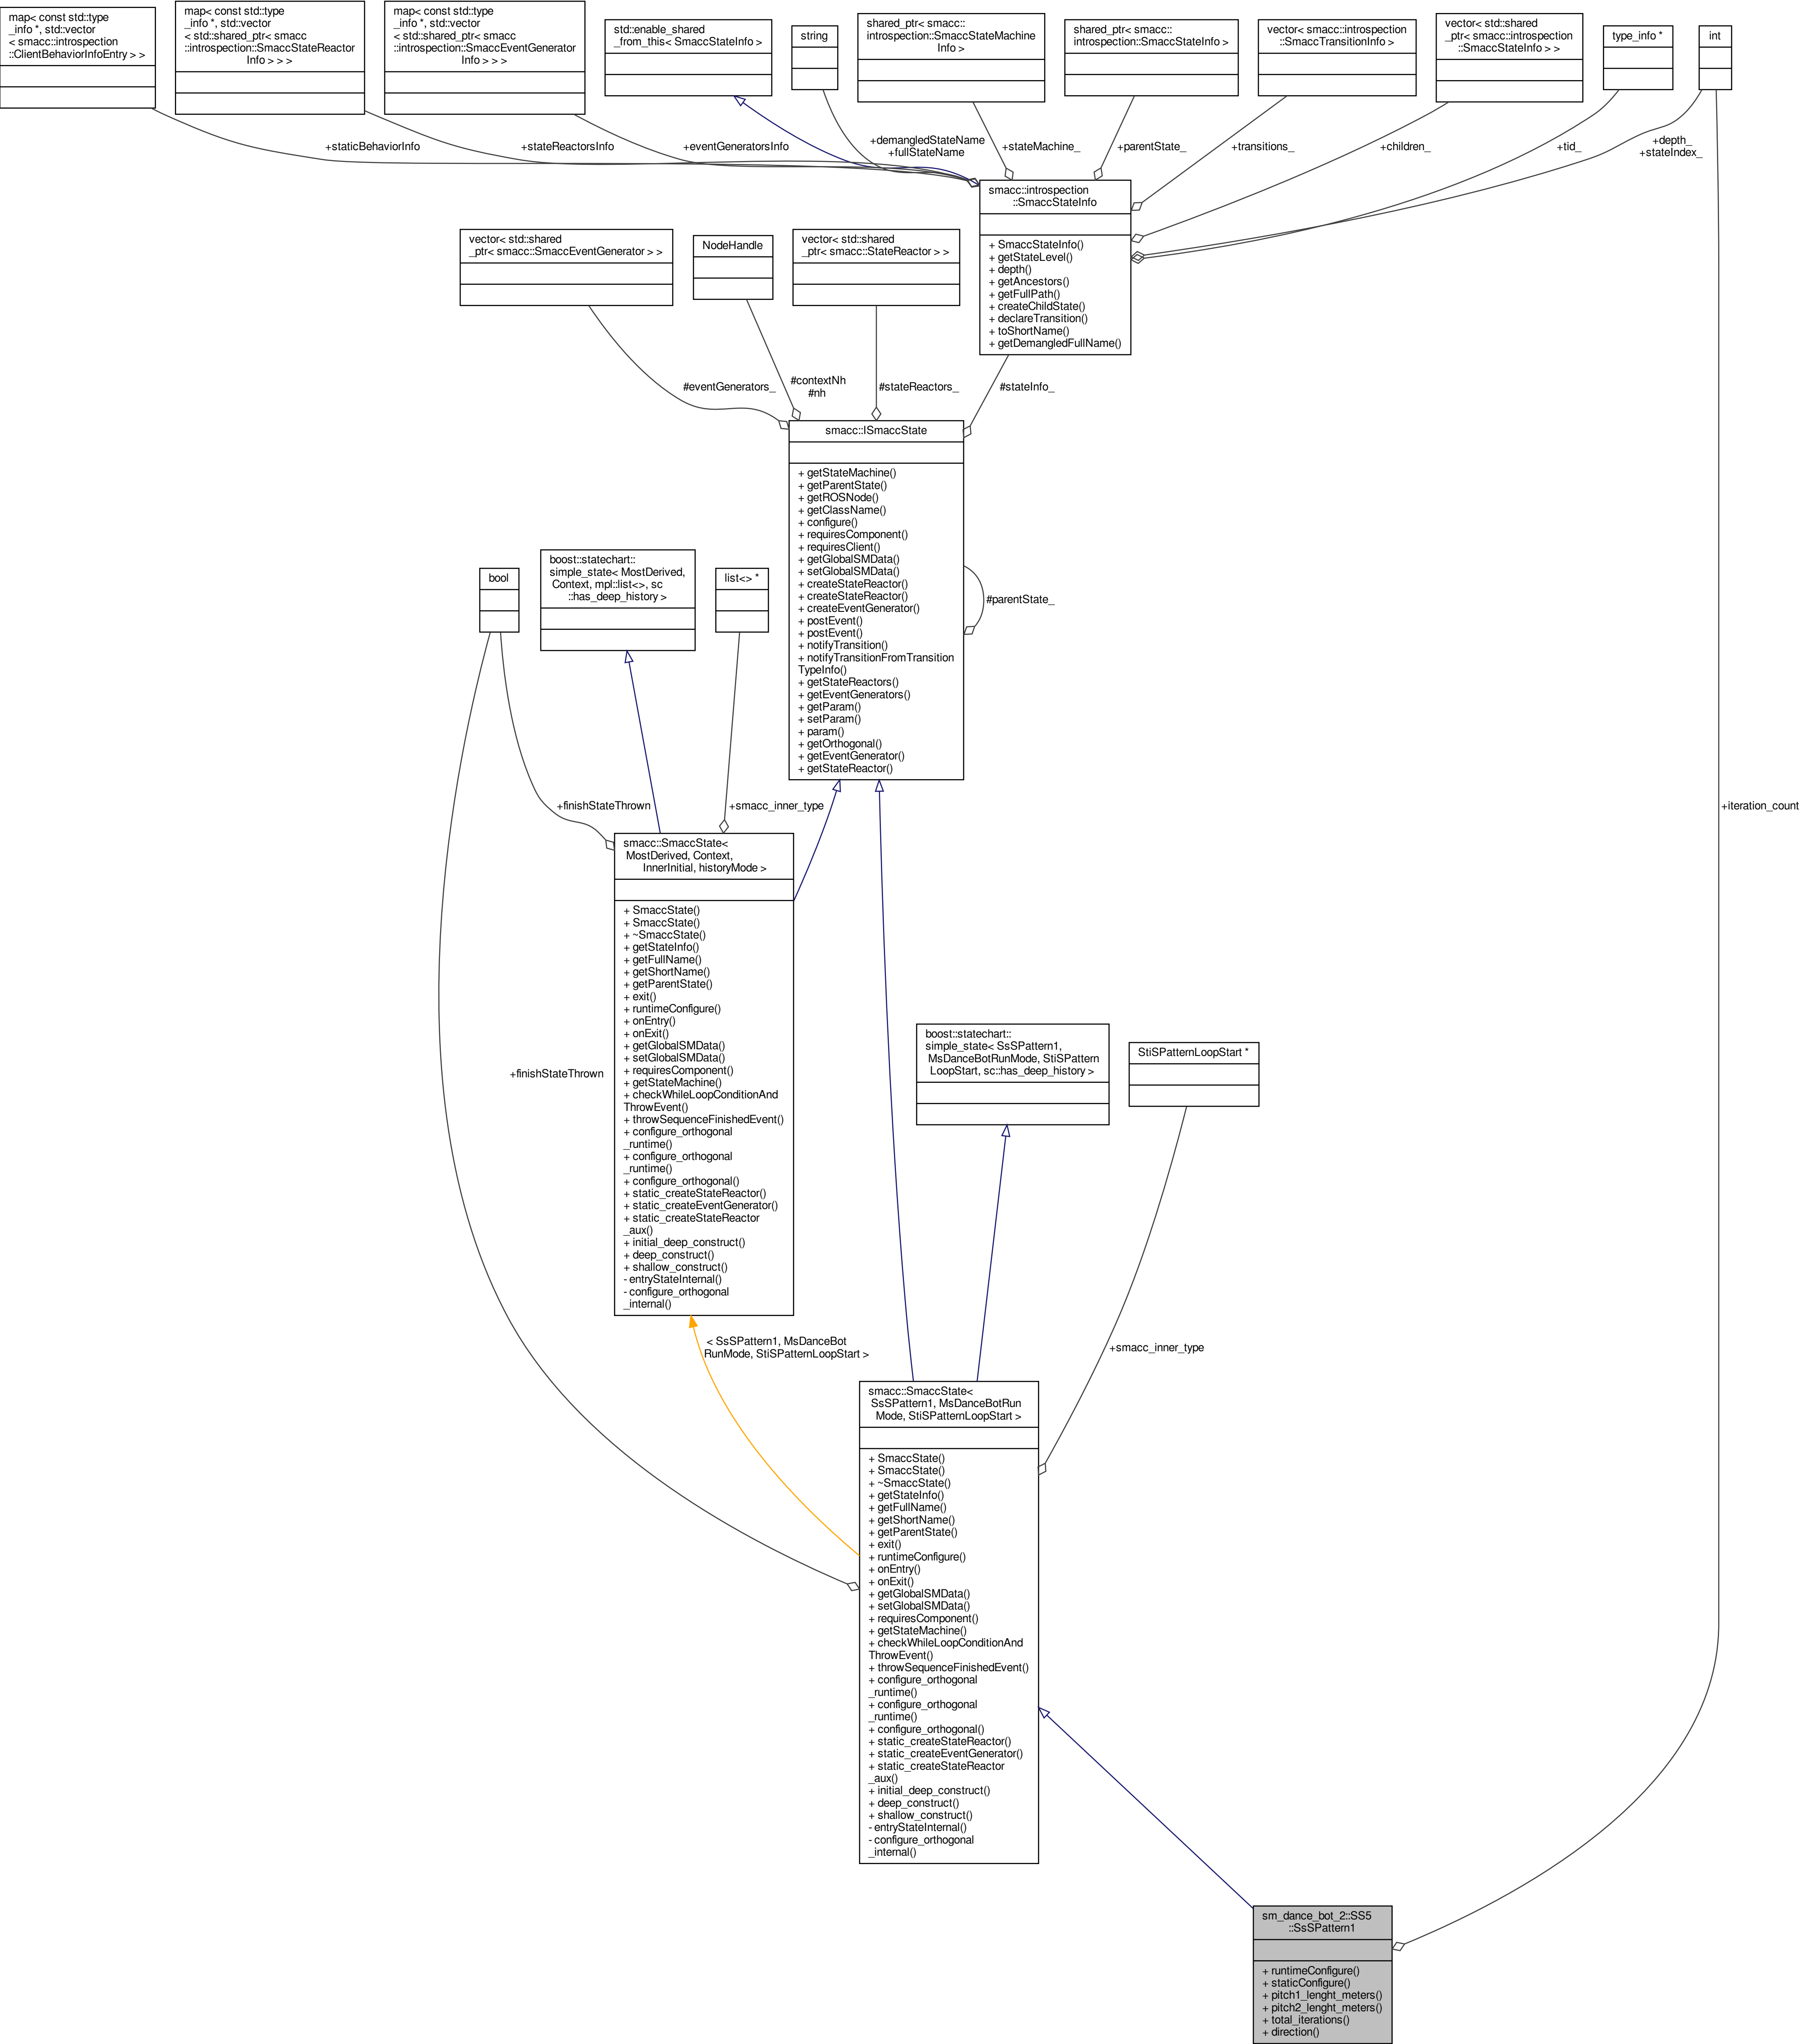 map< const std::type
_info *, std::vector
< smacc::introspection
::ClientBehaviorInfoEntry > >
map< const std::type
_info *, std::vector
< std::shared_ptr< smacc
::introspection::SmaccStateReactor
Info > > >
map< const std::type
_info *, std::vector
< std::shared_ptr< smacc
::introspection::SmaccEventGenerator
Info > > >
std::enable_shared
_from_this< SmaccStateInfo >
string
shared_ptr< smacc::
introspection::SmaccStateMachine
Info >
shared_ptr< smacc::
introspection::SmaccStateInfo >
vector< smacc::introspection
::SmaccTransitionInfo >
vector< std::shared
_ptr< smacc::introspection
::SmaccStateInfo > >
type_info *
int
+staticBehaviorInfo
+stateReactorsInfo
+eventGeneratorsInfo
+demangledStateName
+fullStateName
+stateMachine_
+parentState_
+transitions_
+children_
+tid_
+depth_
+stateIndex_
smacc::introspection
::SmaccStateInfo
+ SmaccStateInfo()
+ getStateLevel()
+ depth()
+ getAncestors()
+ getFullPath()
+ createChildState()
+ declareTransition()
+ toShortName()
+ getDemangledFullName()
vector< std::shared
_ptr< smacc::SmaccEventGenerator > >
NodeHandle
vector< std::shared
_ptr< smacc::StateReactor > >
#eventGenerators_
#contextNh
#nh
#stateReactors_
#stateInfo_
smacc::ISmaccState
+ getStateMachine()
+ getParentState()
+ getROSNode()
+ getClassName()
+ configure()
+ requiresComponent()
+ requiresClient()
+ getGlobalSMData()
+ setGlobalSMData()
+ createStateReactor()
+ createStateReactor()
+ createEventGenerator()
+ postEvent()
+ postEvent()
+ notifyTransition()
+ notifyTransitionFromTransition
TypeInfo()
+ getStateReactors()
+ getEventGenerators()
+ getParam()
+ setParam()
+ param()
+ getOrthogonal()
+ getEventGenerator()
+ getStateReactor()
#parentState_
bool
boost::statechart::
simple_state< MostDerived,
Context, mpl::list<>, sc
::has_deep_history >
list<> *
+finishStateThrown
+smacc_inner_type
+iteration_count
smacc::SmaccState<
MostDerived, Context,
InnerInitial, historyMode >
+ SmaccState()
+ SmaccState()
+ ~SmaccState()
+ getStateInfo()
+ getFullName()
+ getShortName()
+ getParentState()
+ exit()
+ runtimeConfigure()
+ onEntry()
+ onExit()
+ getGlobalSMData()
+ setGlobalSMData()
+ requiresComponent()
+ getStateMachine()
+ checkWhileLoopConditionAnd
ThrowEvent()
+ throwSequenceFinishedEvent()
+ configure_orthogonal
_runtime()
+ configure_orthogonal
_runtime()
+ configure_orthogonal()
+ static_createStateReactor()
+ static_createEventGenerator()
+ static_createStateReactor
_aux()
+ initial_deep_construct()
+ deep_construct()
+ shallow_construct()
- entryStateInternal()
- configure_orthogonal
_internal()
+finishStateThrown
boost::statechart::
simple_state< SsSPattern1,
MsDanceBotRunMode, StiSPattern
LoopStart, sc::has_deep_history >
StiSPatternLoopStart *
< SsSPattern1, MsDanceBot
RunMode, StiSPatternLoopStart >
+smacc_inner_type
smacc::SmaccState<
SsSPattern1, MsDanceBotRun
Mode, StiSPatternLoopStart >
+ SmaccState()
+ SmaccState()
+ ~SmaccState()
+ getStateInfo()
+ getFullName()
+ getShortName()
+ getParentState()
+ exit()
+ runtimeConfigure()
+ onEntry()
+ onExit()
+ getGlobalSMData()
+ setGlobalSMData()
+ requiresComponent()
+ getStateMachine()
+ checkWhileLoopConditionAnd
ThrowEvent()
+ throwSequenceFinishedEvent()
+ configure_orthogonal
_runtime()
+ configure_orthogonal
_runtime()
+ configure_orthogonal()
+ static_createStateReactor()
+ static_createEventGenerator()
+ static_createStateReactor
_aux()
+ initial_deep_construct()
+ deep_construct()
+ shallow_construct()
- entryStateInternal()
- configure_orthogonal
_internal()
sm_dance_bot_2::SS5
::SsSPattern1
+ runtimeConfigure()
+ staticConfigure()
+ pitch1_lenght_meters()
+ pitch2_lenght_meters()
+ total_iterations()
+ direction()